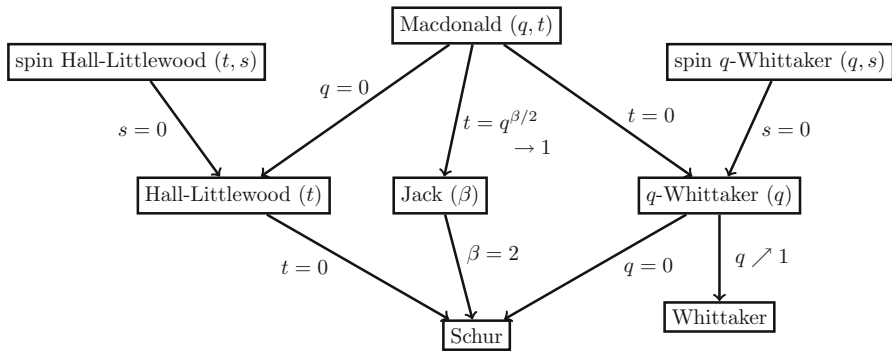 Macdonald (q, t)
spin Hall-Littlewood (t, s)
spin q-Whittaker (q, s)
q = 0
s = 0
t = q^{β/2}
→ 1
t = 0
s = 0
Hall-Littlewood (t)
Jack (β)
q-Whittaker (q)
t = 0
β = 2
q = 0
q ↗ 1
Schur
Whittaker